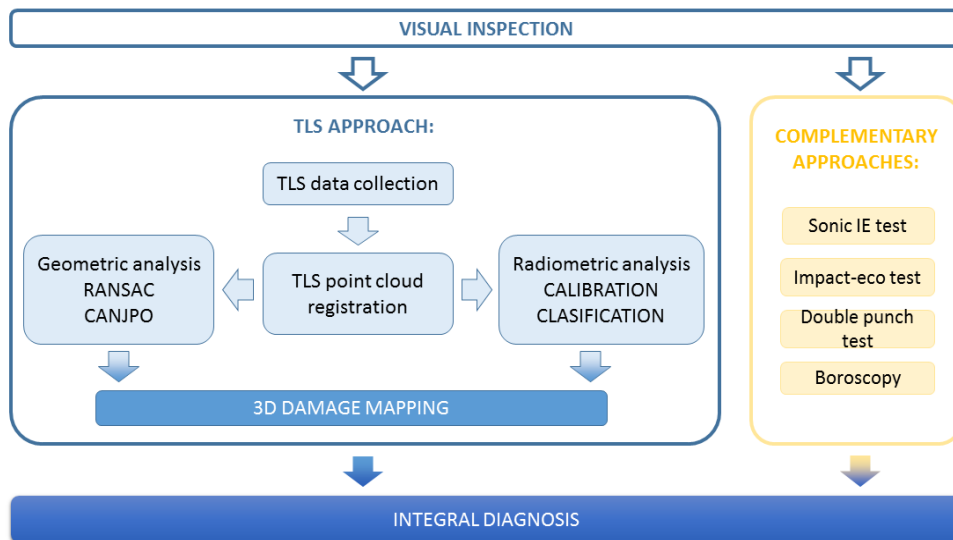 VISUAL INSPECTION
TLS APPROACH:
TLS data collection
Geometric analysis
RANSAC
CANJPO
TLS point cloud
registration
Radiometric analysis
CALIBRATION
CLASIFICATION
3D DAMAGE MAPPING
COMPLEMENTARY
APPROACHES:
Sonic IE test
Impact-eco test
Double punch
test
Boroscopy
INTEGRAL DIAGNOSIS